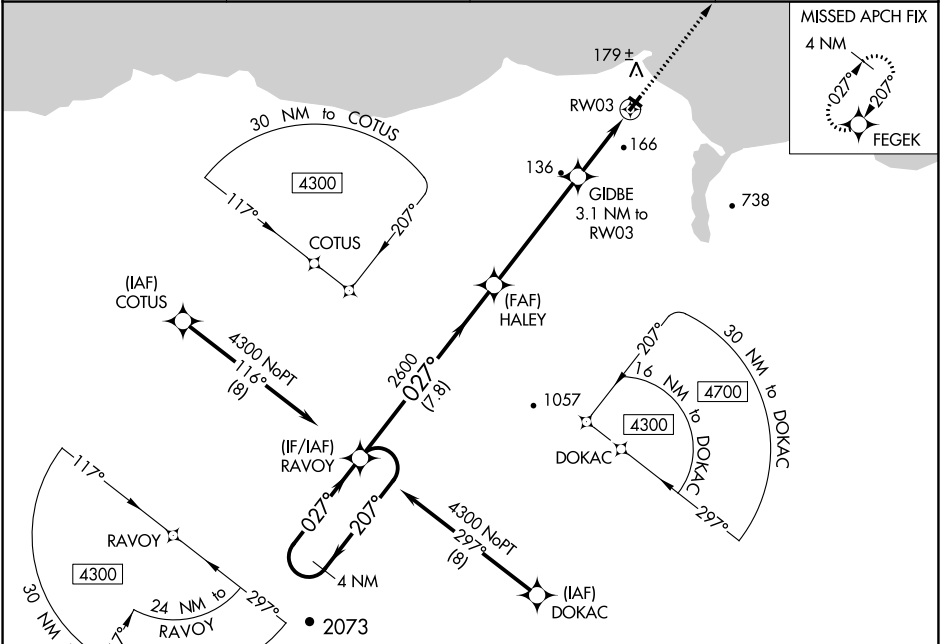 MISSED APCH FIX
4 NM
027°
207°
FEGEK
179 ±
RW03
166
136
GIDBE
3.1 NM to
RW03
738
30 NM to COTUS
4300
117°
207°
COTUS
(IAF)
COTUS
4300 NoPT
116°
(8)
(FAF)
HALEY
2600
027°
(7.8)
207°
30 NM to DOKAC
16 NM to DOKAC
4700
4300
1057
DOKAC
297°
(IF/IAF)
RAVOY
027°
207°
4 NM
4300 NoPT
297°
(8)
(IAF)
DOKAC
117°
RAVOY
4300
30 NM
24 NM to
RAVOY
297°
2073